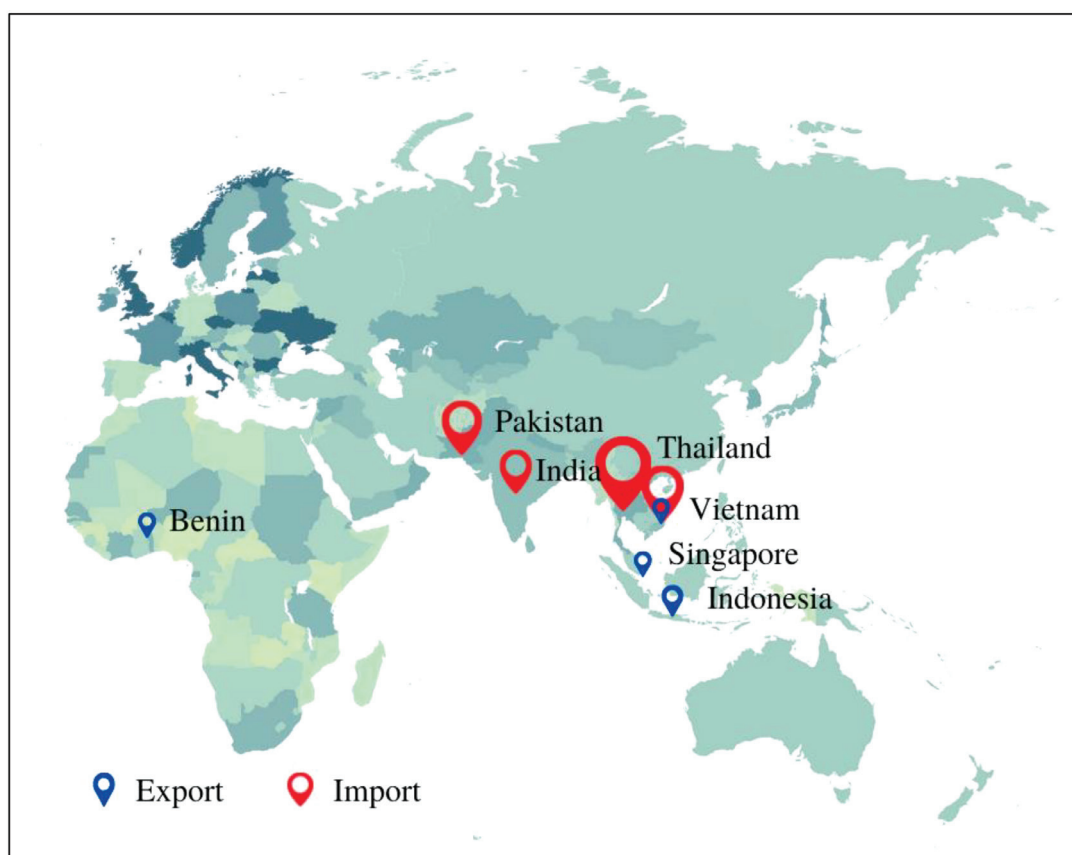 Pakistan
Thailand
India
Vietnam
Benin
Singapore
Indonesia
Export
Import